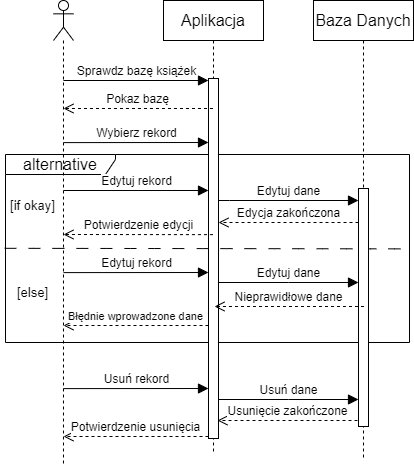 Aplikacja
Baza Danych
Sprawdz bazę książek
Pokaz bazę
Wybierz rekord
alternative
[if okay]
Edytuj rekord
Edytuj dane
Edycja zakończona
Potwierdzenie edycji
[else]
Edytuj rekord
Edytuj dane
Nieprawidłowe dane
Błędnie wprowadzone dane
Usuń rekord
Usuń dane
Usunięcie zakończone
Potwierdzenie usunięcia